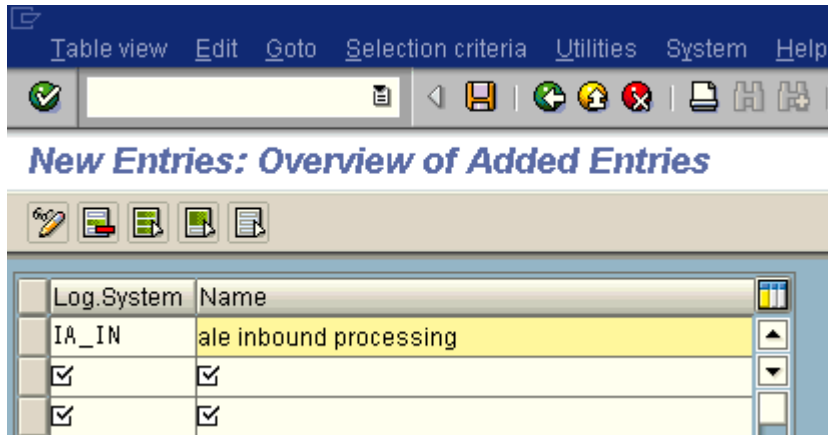 Table view Edit Goto Selection criteria Utilities System Help
New Entries: Overview of Added Entries
Log.System Name
IA_IN ale inbound processing